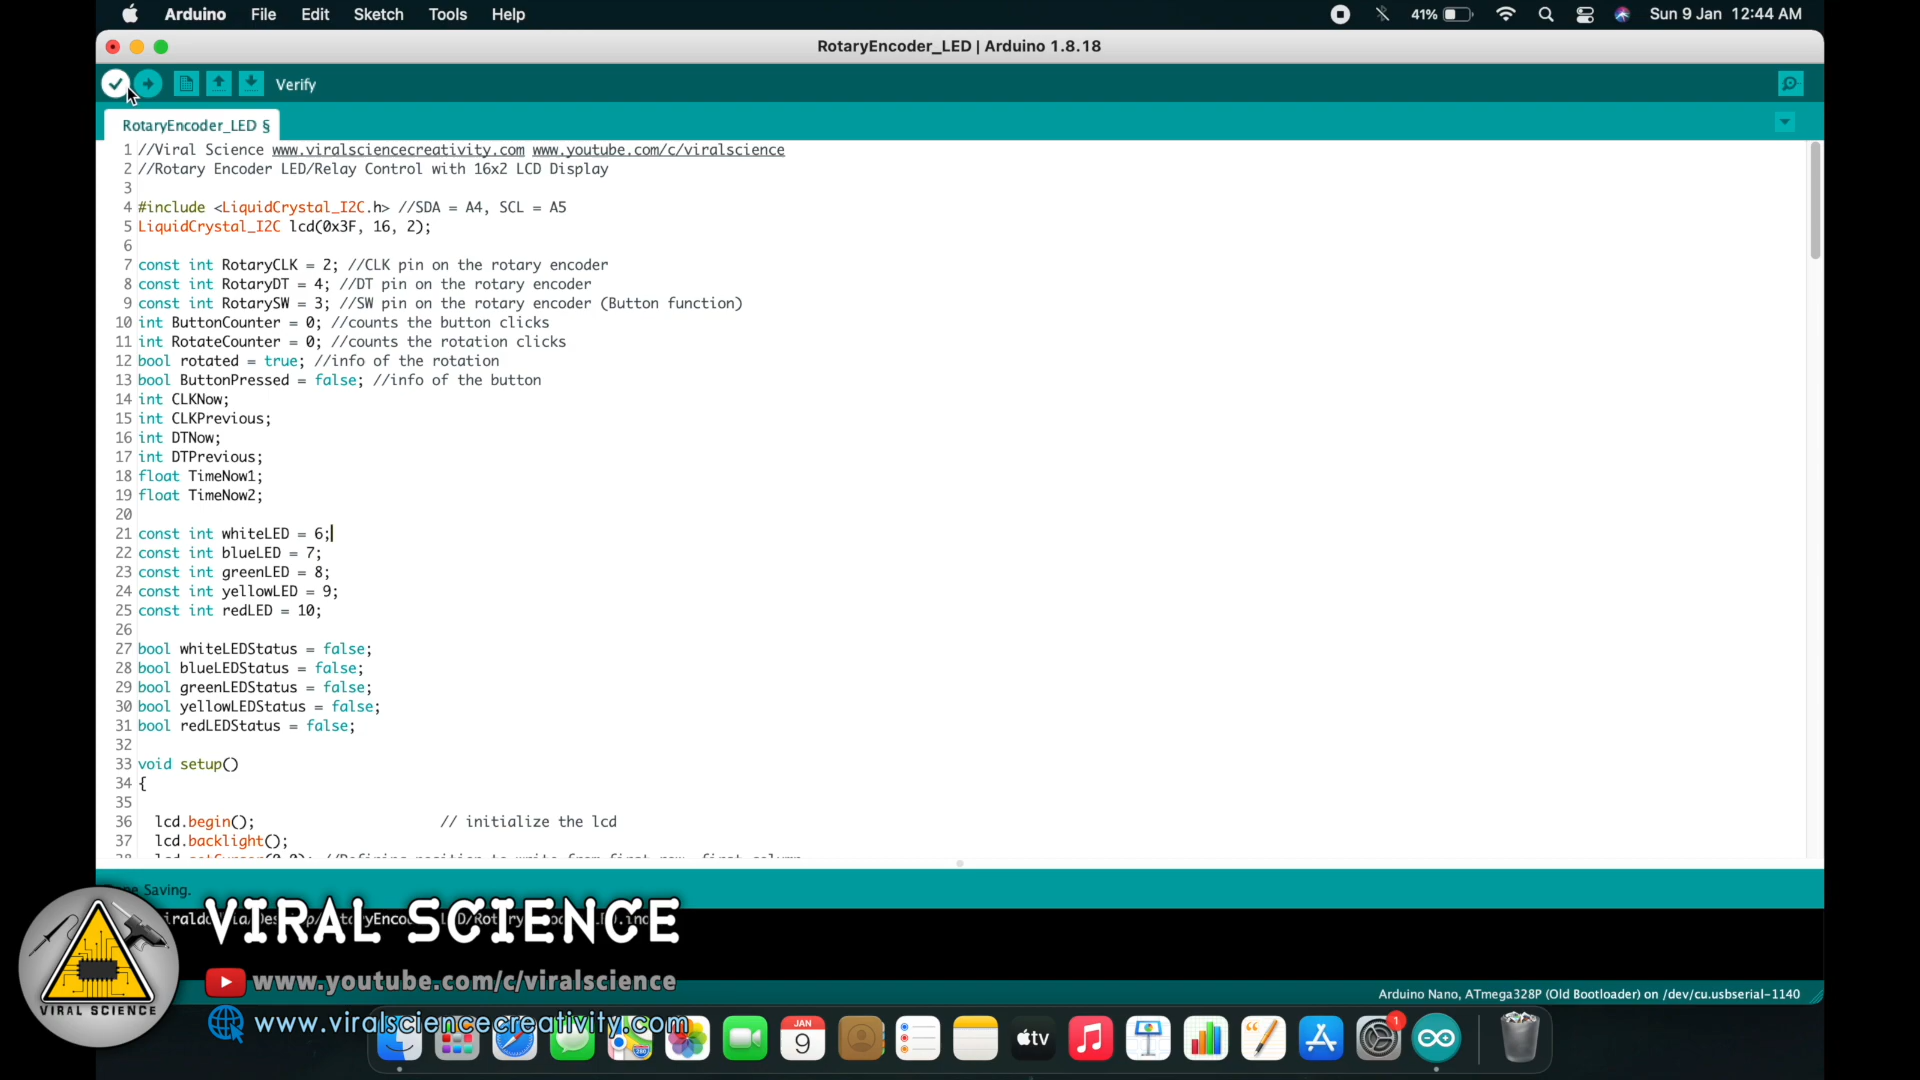 Arduino File Edit Sketch Tools Help 41% Sun 9 Jan 12:44 AM
RotaryEncoder_LED | Arduino 1.8.18
Verify
RotaryEncoder_LED §
1 //Viral Science www.viralsciencecreativity.com www.youtube.com/c/viralscience
2 //Rotary Encoder LED/Relay Control with 16x2 LCD Display
3
4 #include <LiquidCrystal_I2C.h> //SDA = A4, SCL = A5
5 LiquidCrystal_I2C lcd(0x3F, 16, 2);
6
7 const int RotaryCLK = 2; //CLK pin on the rotary encoder
8 const int RotaryDT = 4; //DT pin on the rotary encoder
9 const int RotarySW = 3; //SW pin on the rotary encoder (Button function)
10 int ButtonCounter = 0; //counts the button clicks
11 int RotateCounter = 0; //counts the rotation clicks
12 bool rotated = true; //info of the rotation
13 bool ButtonPressed = false; //info of the button
14 int CLKNow;
15 int CLKPrevious;
16 int DTNow;
17 int DTPrevious;
18 float TimeNow1;
19 float TimeNow2;
20
21 const int whiteLED = 6;
22 const int blueLED = 7;
23 const int greenLED = 8;
24 const int yellowLED = 9;
25 const int redLED = 10;
26
27 bool whiteLEDStatus = false;
28 bool blueLEDStatus = false;
29 bool greenLEDStatus = false;
30 bool yellowLEDStatus = false;
31 bool redLEDStatus = false;
32
33 void setup()
34 {
35
36 lcd.begin(); // initialize the lcd
37 lcd.backlight();
Saving.
VIRAL SCIENCE
www.youtube.com/c/viralscience
VIRAL SCIENCE
www.viralsciencecreativity.com
Arduino Nano, ATmega328P (Old Bootloader) on /dev/cu.usbserial-1140
JAN
9
tv
1